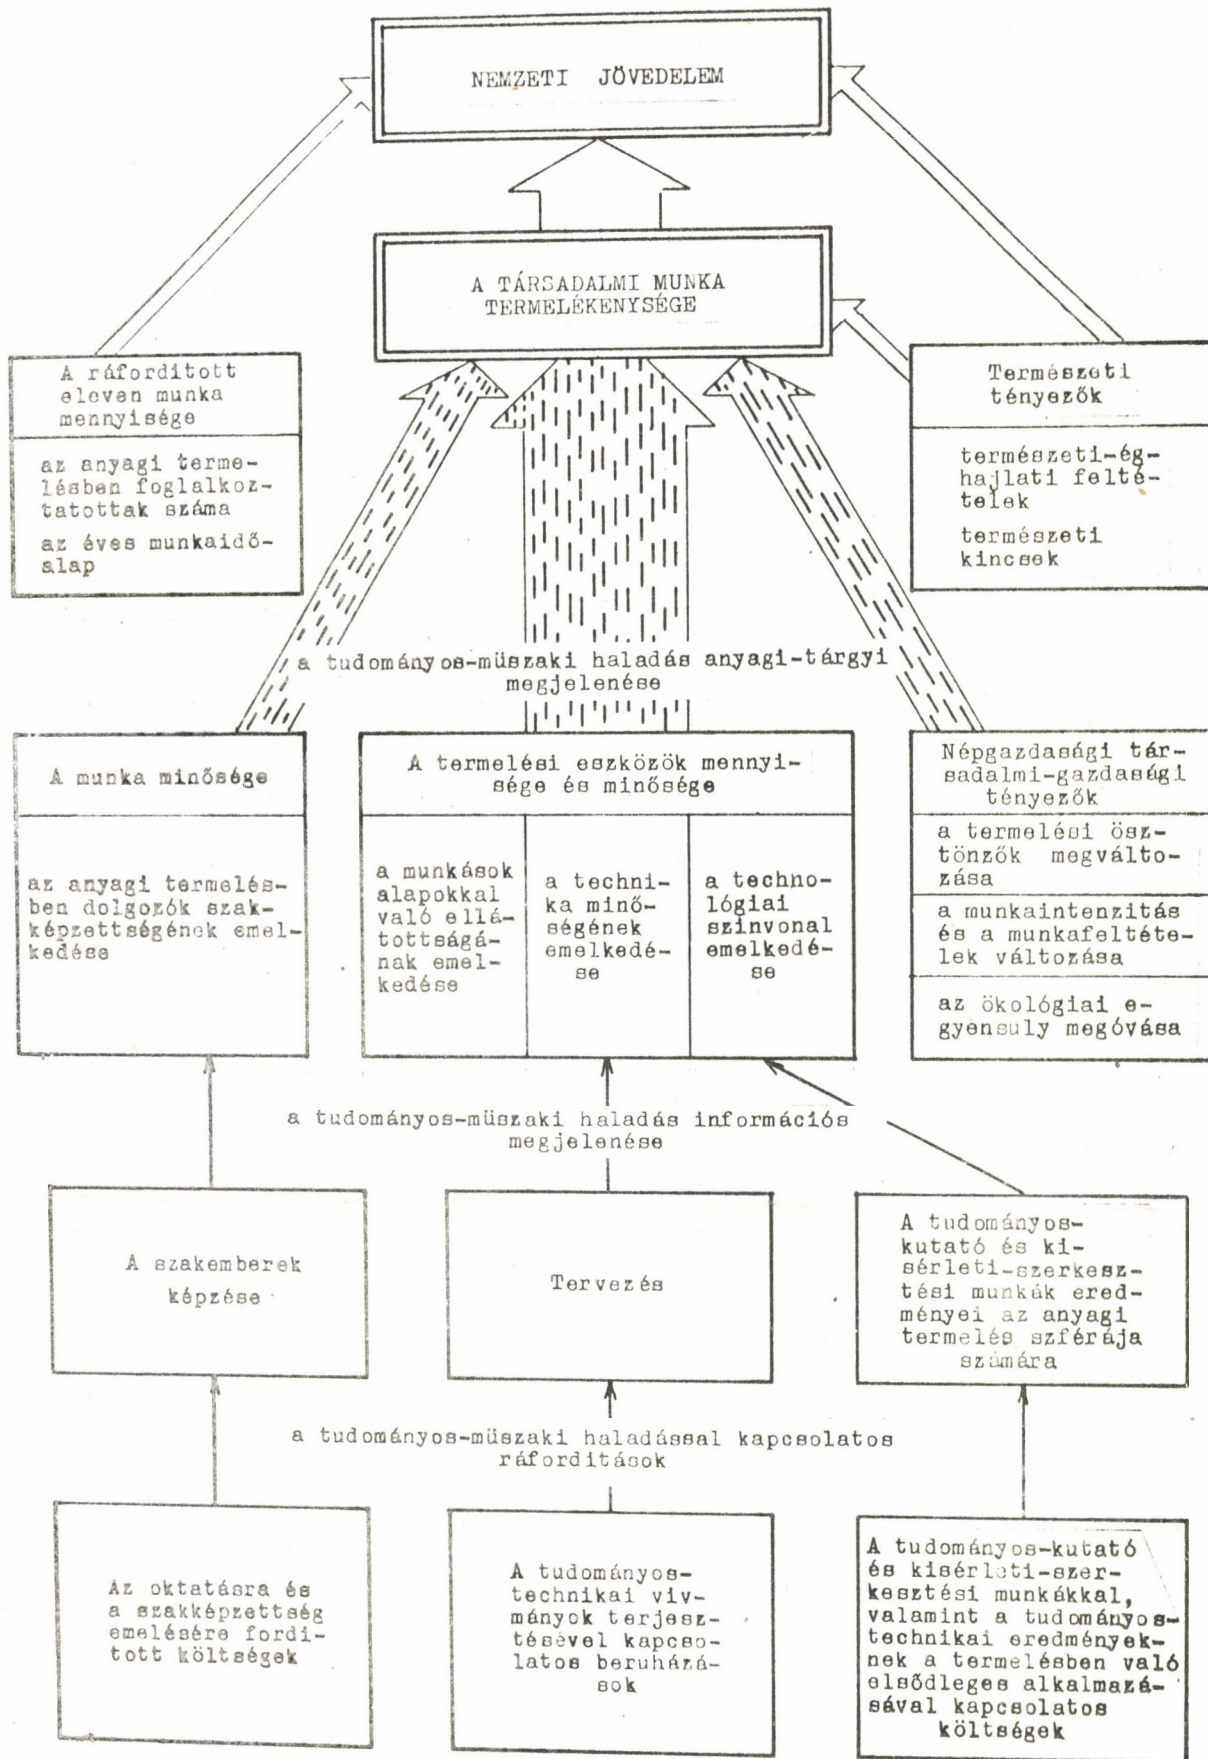 NEMZETI JÖVEDELEM
A TÁRSADALMI MUNKA
TERMELÉKENYSÉGE
A ráforditott
eleven munka
mennyisége
az anyagi terme-
lésben foglalkoz-
tatottak száma
az éves munkaidő-
alap
Természeti
tényezők
természeti-ég-
hajlati felté-
telek
természeti
kincsek
a tudományos-müszaki haladás anyagi-tárgyi
megjelenése
A munka minősége
az anyagi termelés-
ben dolgozók szak-
képzettségének emel-
kedése
A termelési eszközök mennyi-
sége és minősége
a munkások
alapokkal
való ellá-
tottságá-
nak emel-
kedése
a techni-
ka minő-
ségének
emelkedé-
se
a techno-
lógiai
szinvonal
emelkedé-
se
Népgazdasági tár-
sadalmi-gazdasági
tényezők
a termelési ösz-
tönzők megválto-
zása
a munkaintenzitás
és a munkafeltéte-
lek változása
az ökológiai e-
gyensuly megóvása
a tudományos-müszaki haladás információs
megjelenése
A szakemberek
képzése
Tervezés
A tudományos-
kutató és ki-
sérleti-szerkesz-
tési munkák ered-
ményei az anyagi
termelés szférája
számára
a tudományos-müszaki haladással kapcsolatos
ráforditások
Az oktatásra és
a szakképzettség
emelésére fordi-
tott költségek
A tudományos-
technikai viv-
mányok terjesz-
tésével kapcso-
latos beruházá-
sok
A tudományos-kutató
és kisérleti-szer-
kesztési munkákkal,
valamint a tudományos-
technikai eredmények-
nek a termelésben való
elsődleges alkalmazá-
sával kapcsolatos
költségek